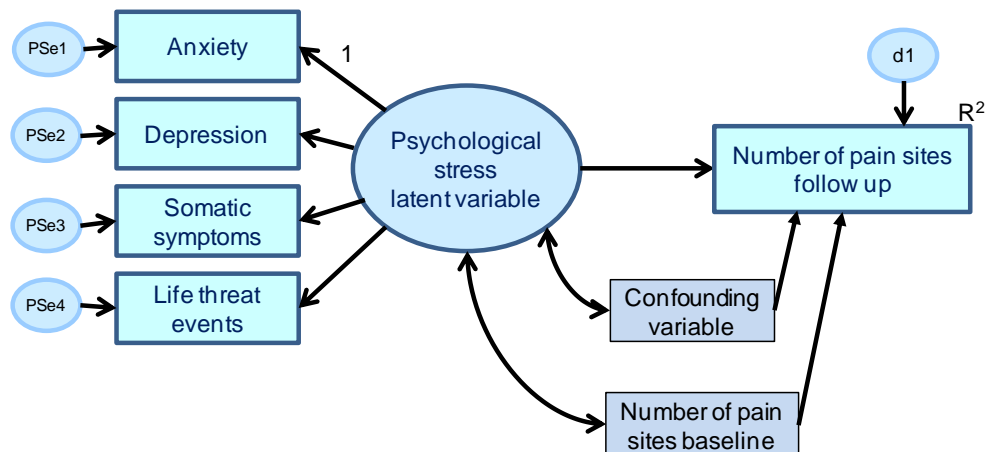 PSe1
Anxiety
1
d1
PSe2
Depression
Psychological
stress
latent variable
R2
Number of pain sites
follow up
PSe3
Somatic
symptoms
PSe4
Life threat
events
Confounding
variable
Number of pain
sites baseline